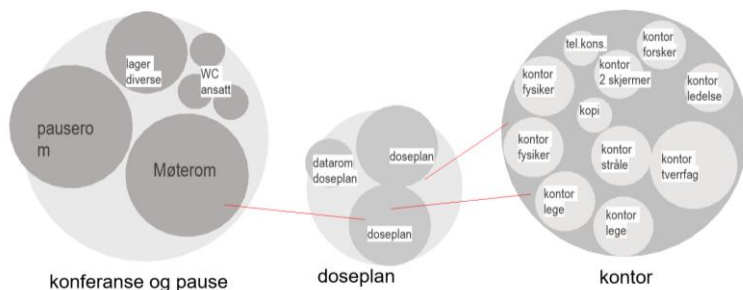 lager
diverse
WC
ansatt
pausero
m
Møterom
konferanse og pause
datarom
doseplan
doseplan
doseplan
doseplan
tel.kons.
kontor
forsker
kontor
2 skjermer
kontor
fysiker
kontor
ledelse
kopi
kontor
fysiker
kontor
stråle
kontor
tverrfag
kontor
lege
kontor
lege
kontor